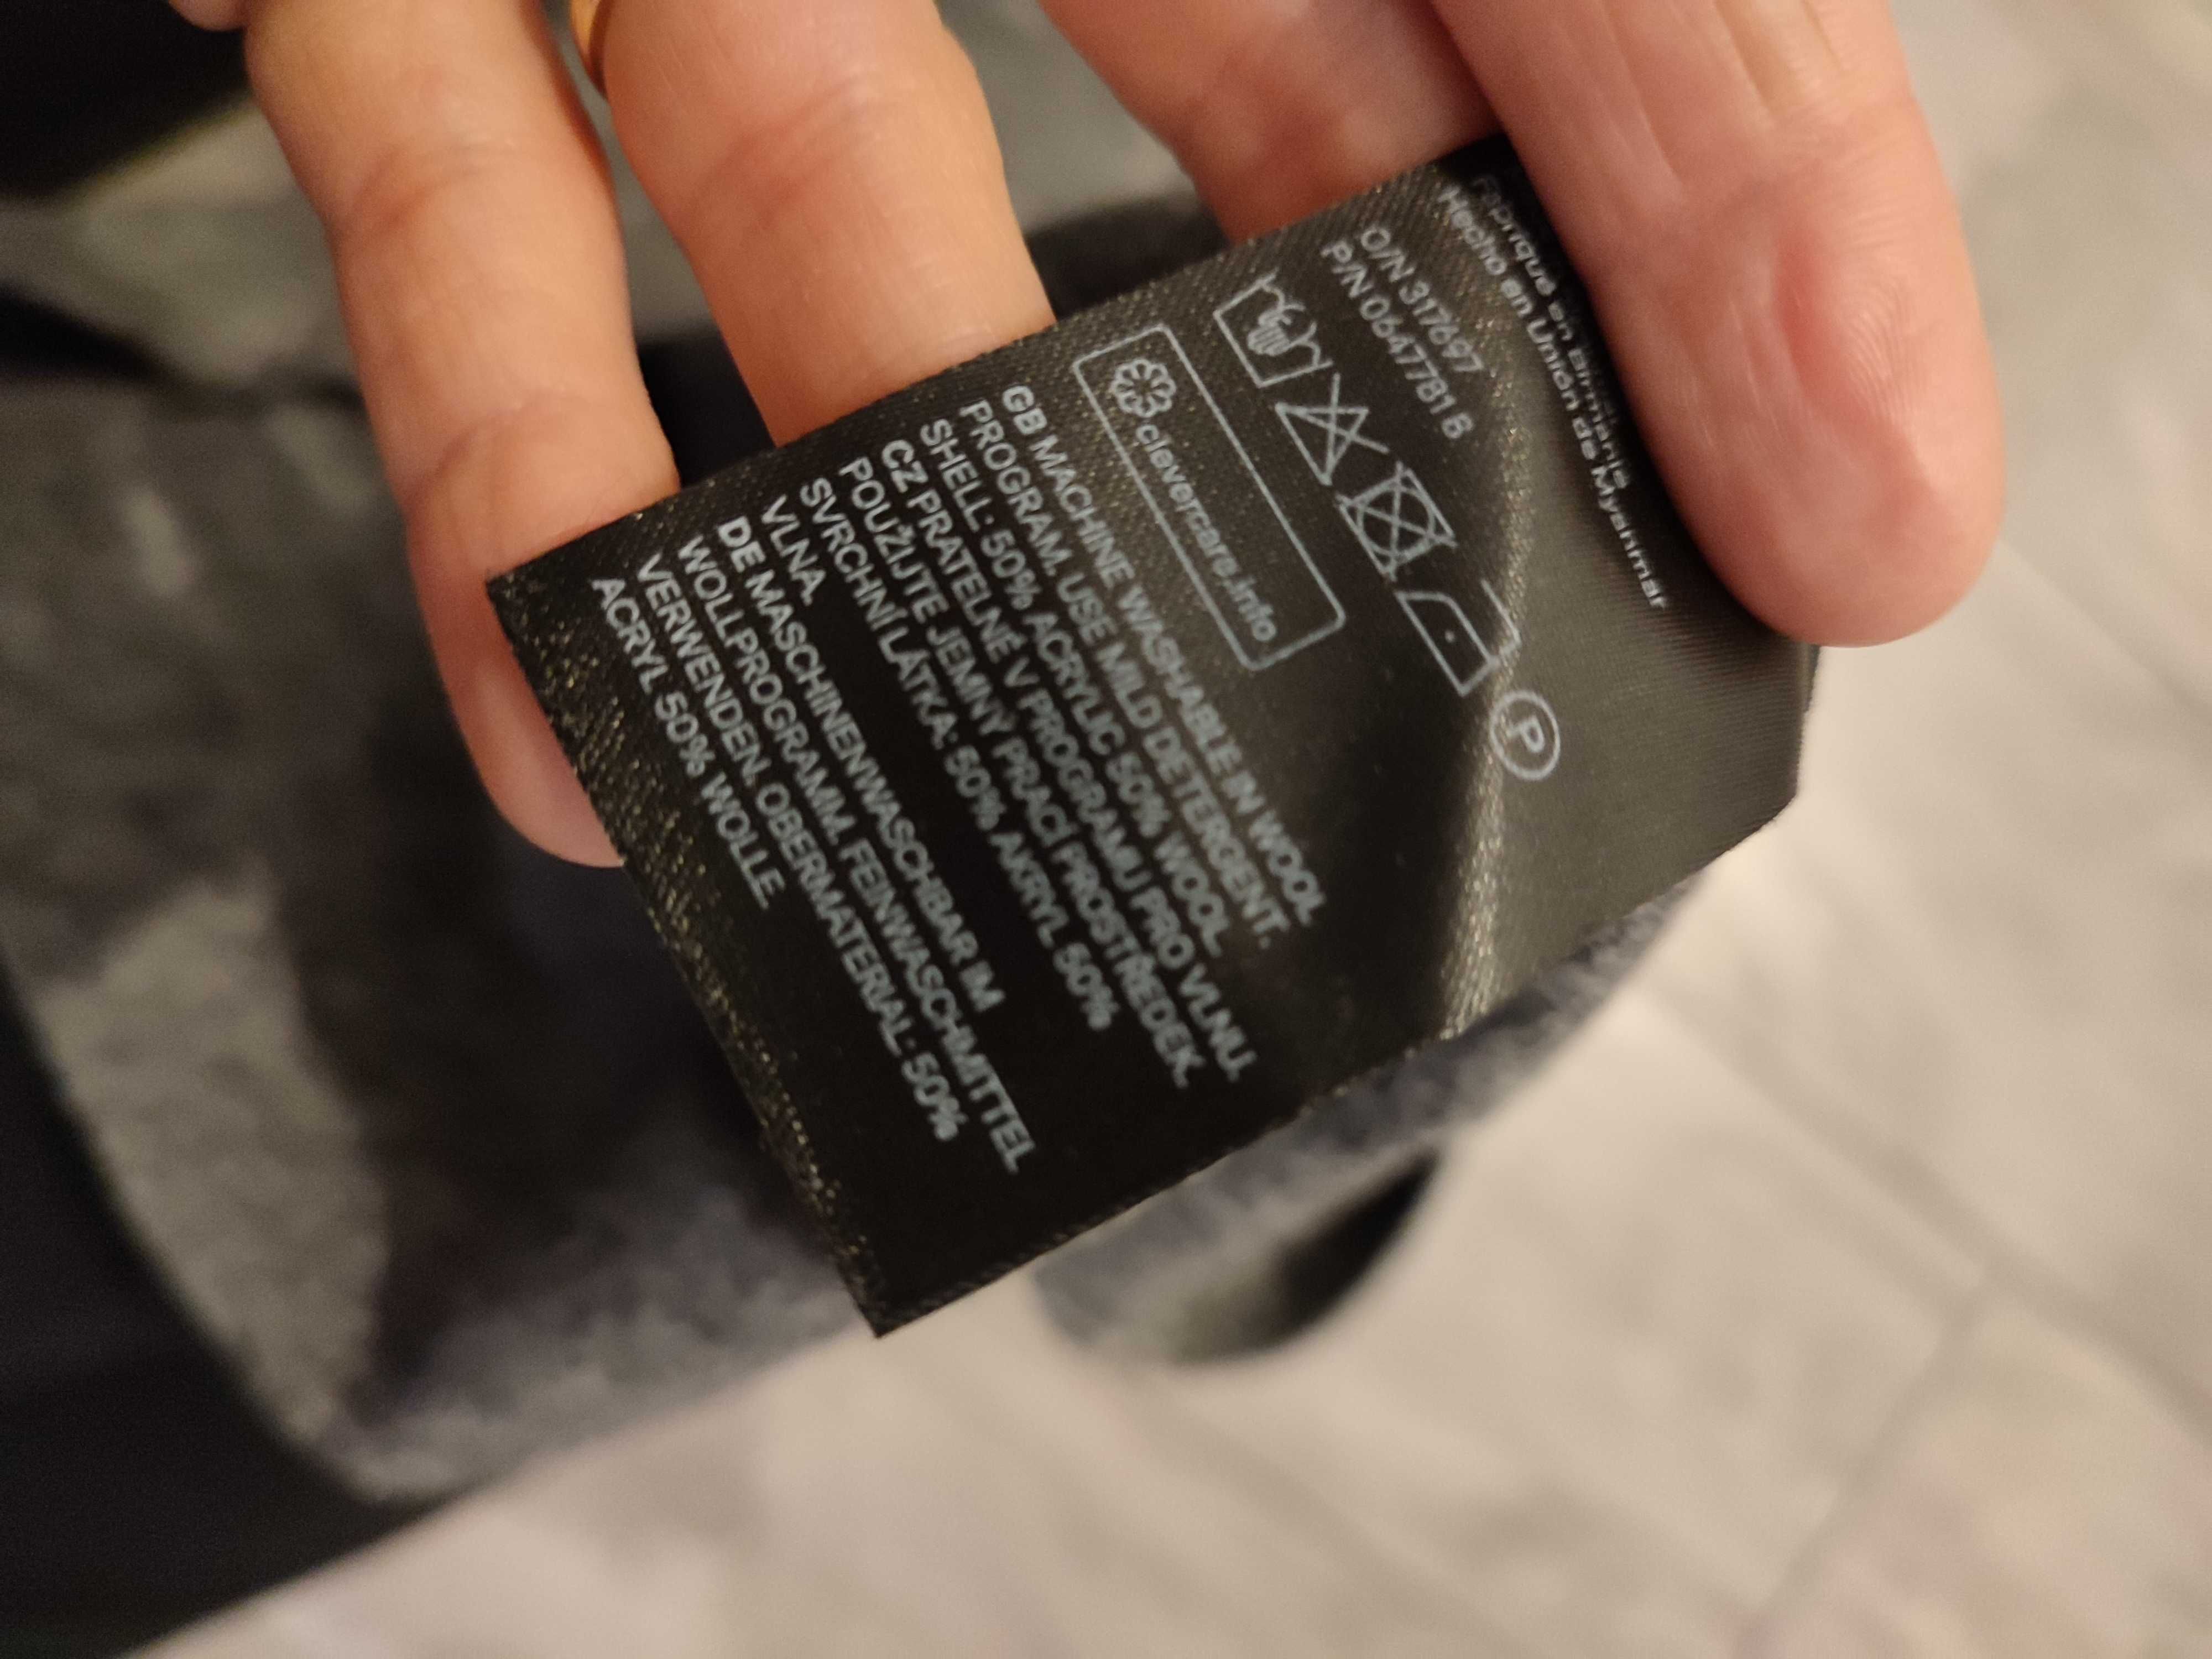 Fabriqué en Birmanie
Hecho en Unión de Myanmar
O/N 317697
P/N 0647781 B
P
clevercare.info
GB MACHINE WASHABLE IN WOOL
PROGRAM. USE MILD DETERGENT.
SHELL: 50% ACRYLIC 50% WOOL.
CZ PRATELNÉ V PROGRAMU PRO VLNU.
POUŽIJTE JEMNÝ PRACÍ PROSTŘEDEK.
SVRCHNÍ LÁTKA: 50% AKRYL 50%
VLNA.
DE MASCHINENWASCHBAR IM
WOLLPROGRAMM. FEINWASCHMITTEL
VERWENDEN. OBERMATERIAL: 50%
ACRYL 50% WOLLE.